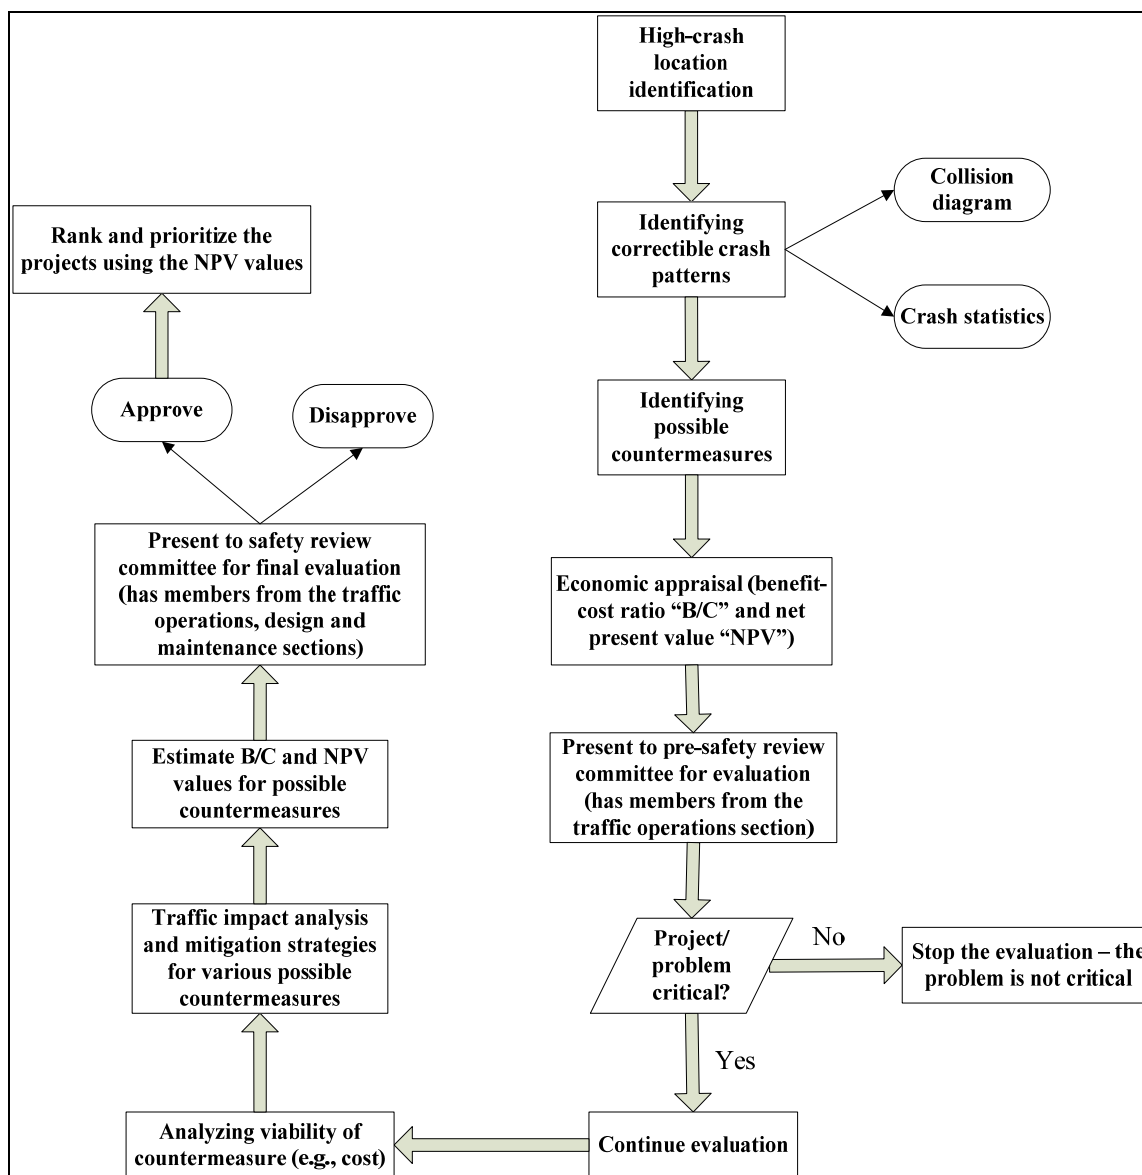 High-crash
location
identification
Identifying
correctible crash
patterns
Collision
diagram
Crash statistics
Identifying
possible
countermeasures
Economic appraisal (benefit-
cost ratio “B/C” and net
present value “NPV”)
Present to pre-safety review
committee for evaluation
(has members from the
traffic operations section)
Project/
problem
critical?
No
Stop the evaluation – the
problem is not critical
Yes
Continue evaluation
Analyzing viability of
countermeasure (e.g., cost)
Traffic impact analysis
and mitigation strategies
for various possible
countermeasures
Estimate B/C and NPV
values for possible
countermeasures
Present to safety review
committee for final evaluation
(has members from the traffic
operations, design and
maintenance sections)
Approve
Disapprove
Rank and prioritize the
projects using the NPV values